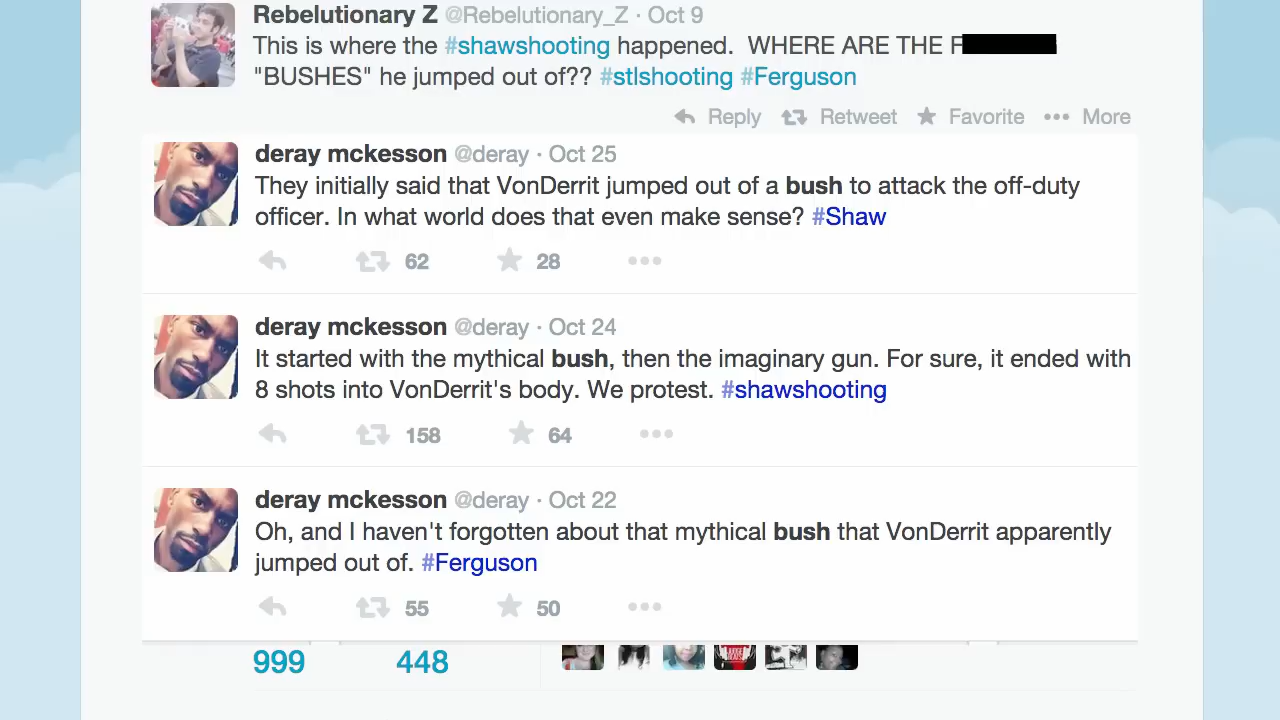 Rebelutionary Z @Rebelutionary_Z · Oct 9
This is where the #shawshooting happened. WHERE ARE THE F
"BUSHES" he jumped out of?? #stlshooting #Ferguson
Reply Retweet Favorite More
deray mckesson @deray · Oct 25
They initially said that VonDerrit jumped out of a bush to attack the off-duty
officer. In what world does that even make sense? #Shaw
62 28
deray mckesson @deray · Oct 24
It started with the mythical bush, then the imaginary gun. For sure, it ended with
8 shots into VonDerrit's body. We protest. #shawshooting
158 64
deray mckesson @deray · Oct 22
Oh, and I haven't forgotten about that mythical bush that VonDerrit apparently
jumped out of. #Ferguson
55 50
999 448